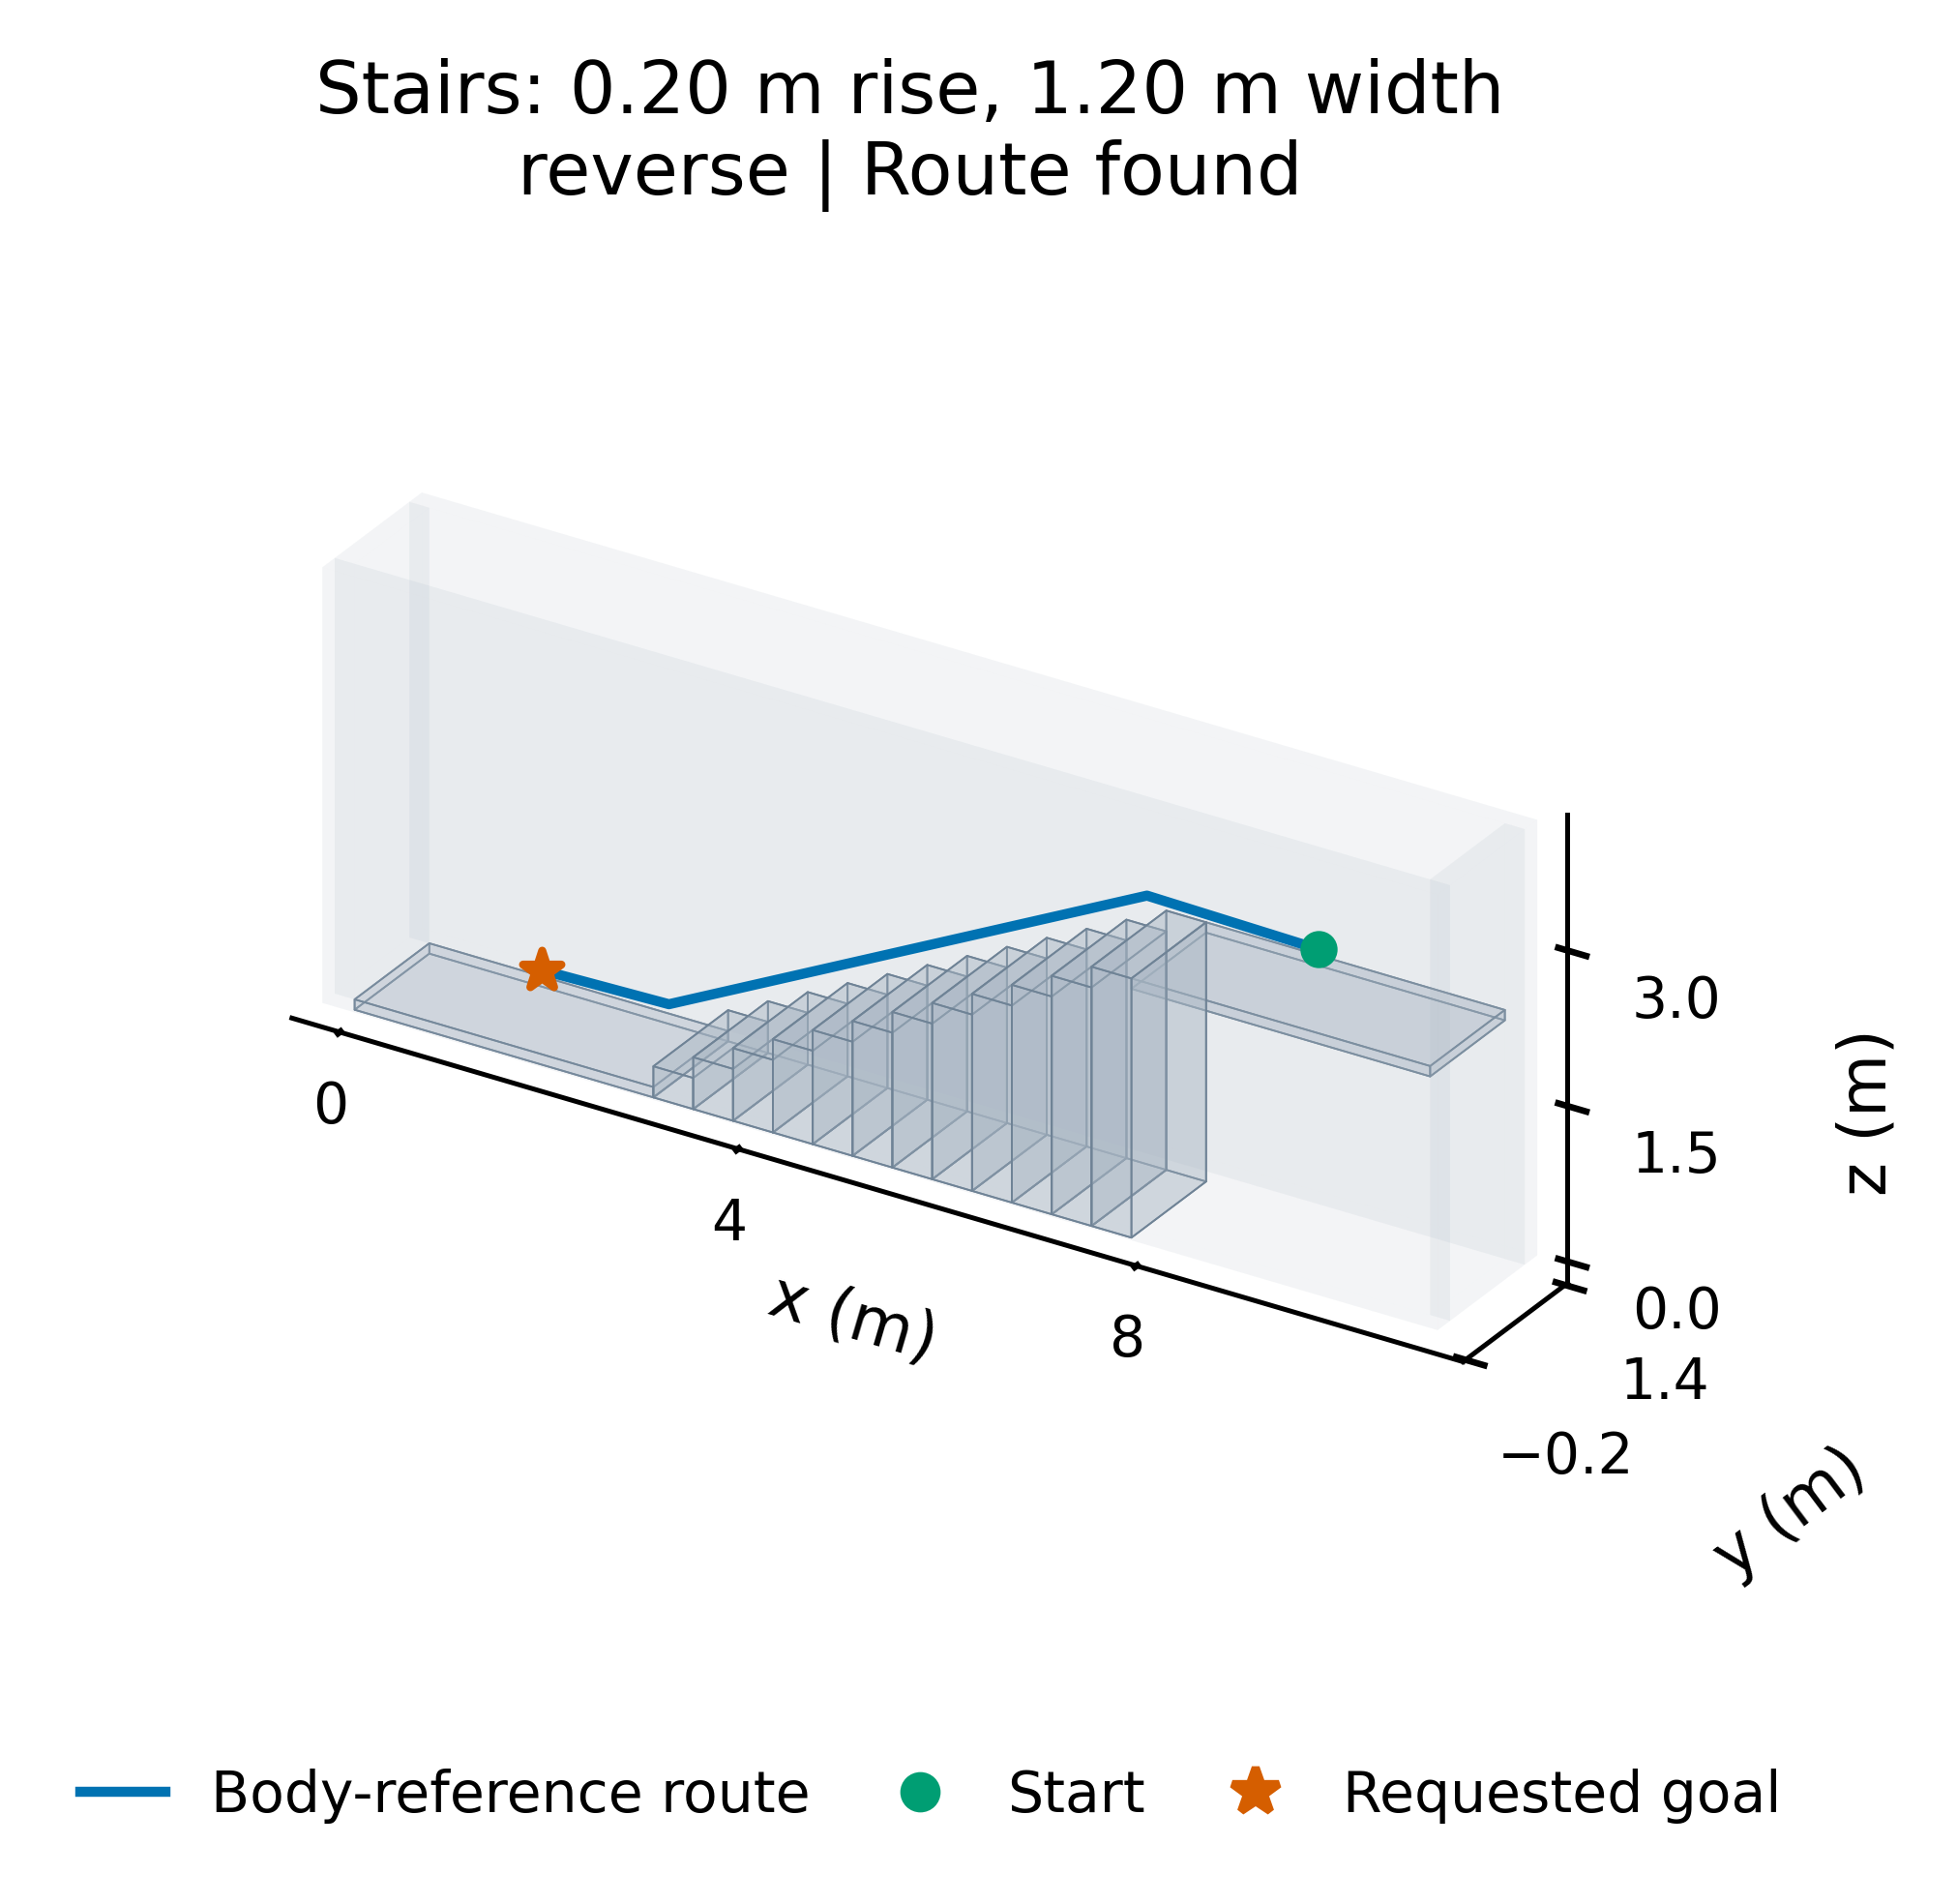 Stairs: 0.20 m rise, 1.20 m width
reverse | Route found
0
4
8
x (m)
3.0
1.5
0.0
z (m)
1.4
−0.2
y (m)
Body-reference route
Start
Requested goal